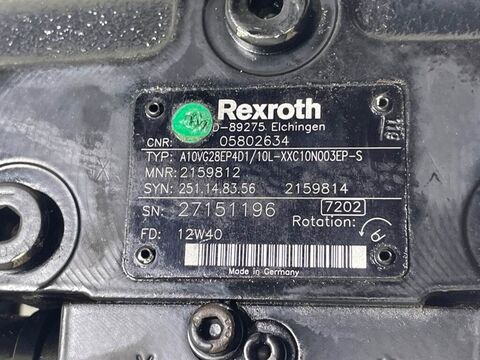 Rexroth
D-89275 Elchingen
CNR: 05802634
TYP: A10VG28EP4D1/10L-XXC10N003EP-S
MNR: 2159812
SYN: 251.14.83.56 2159814
SN: 27151196 7202
Rotation:
FD: 12W40
Made in Germany